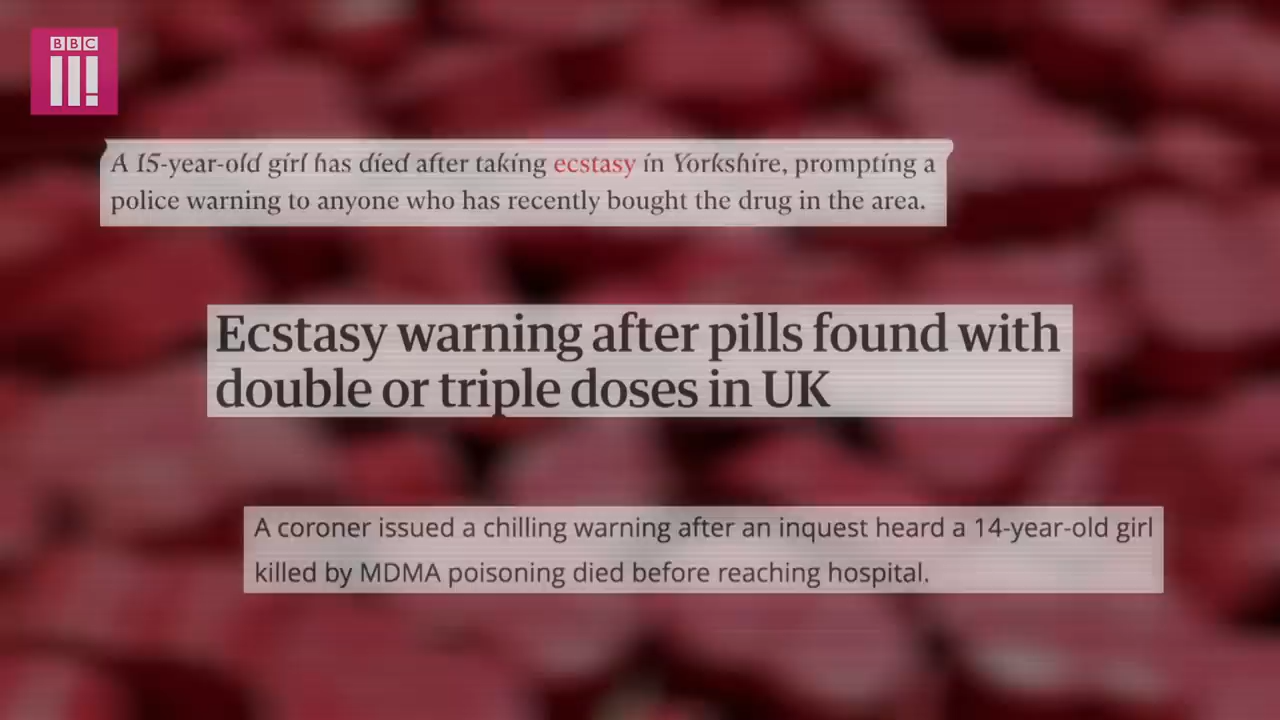 BBC
A 15-year-old girl has died after taking ecstasy in Yorkshire, prompting a
police warning to anyone who has recently bought the drug in the area.
Ecstasy warning after pills found with
double or triple doses in UK
A coroner issued a chilling warning after an inquest heard a 14-year-old girl
killed by MDMA poisoning died before reaching hospital.